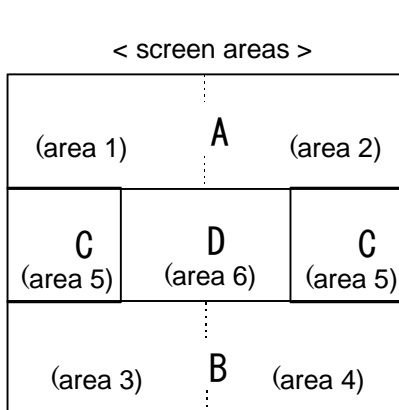 < screen areas >
A
(area 1) (area 2)
C D C
(area 5) (area 6) (area 5)
B
(area 3) (area 4)